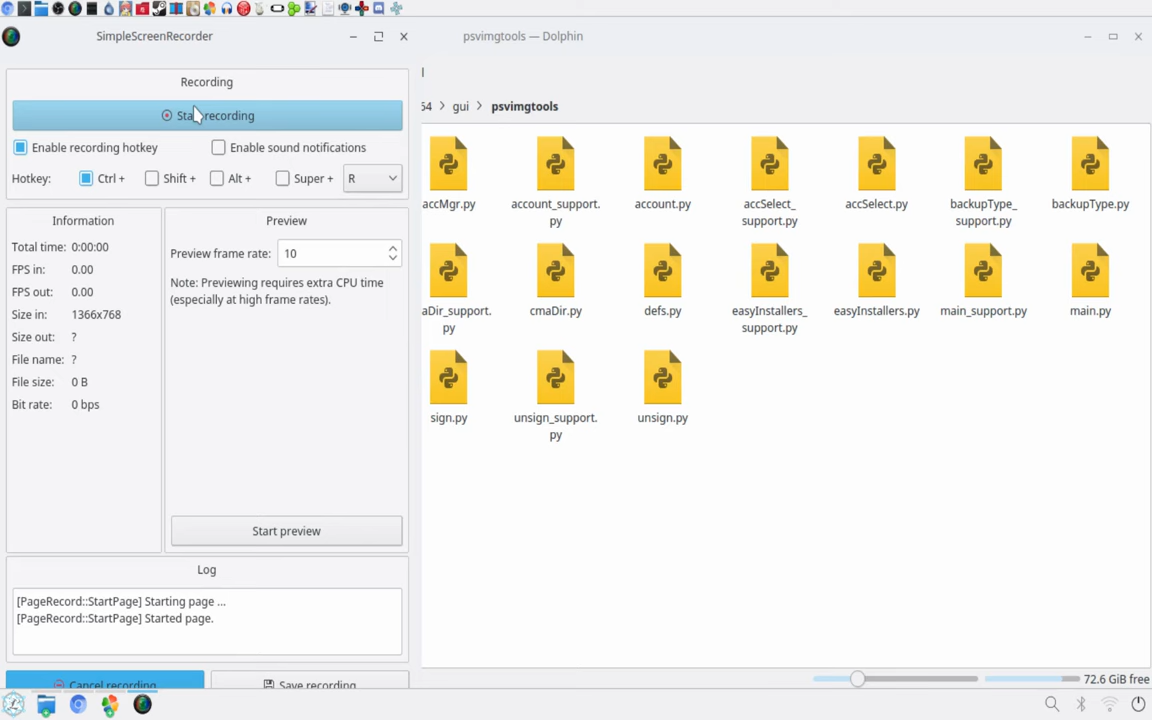 SimpleScreenRecorder
psvimgtools — Dolphin
Recording
Start recording
Enable recording hotkey
Enable sound notifications
Hotkey:
Ctrl +
Shift +
Alt +
Super +
R
Information
Total time: 0:00:00
FPS in: 0.00
FPS out: 0.00
Size in: 1366x768
Size out: ?
File name: ?
File size: 0 B
Bit rate: 0 bps
Preview
Preview frame rate: 10
Note: Previewing requires extra CPU time
(especially at high frame rates).
Start preview
Log
[PageRecord::StartPage] Starting page ...
[PageRecord::StartPage] Started page.
Cancel recording
Save recording
64 > gui > psvimgtools
accMgr.py
account_support.
py
account.py
accSelect_
support.py
accSelect.py
backupType_
support.py
backupType.py
aDir_support.
py
cmaDir.py
defs.py
easyInstallers_
support.py
easyInstallers.py
main_support.py
main.py
sign.py
unsign_support.
py
unsign.py
72.6 GiB free